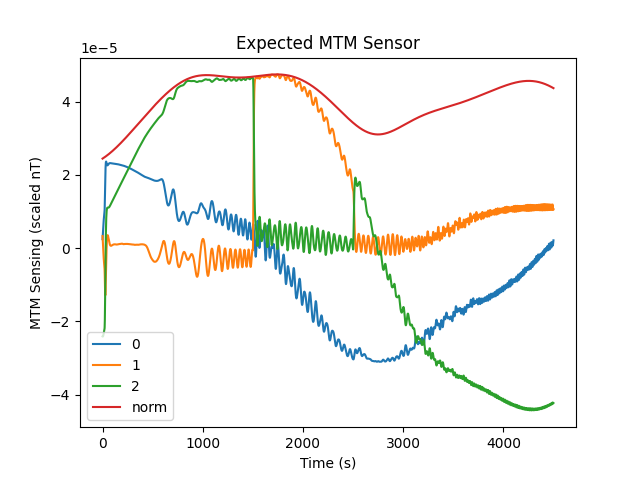 Expected MTM Sensor
1e−5
MTM Sensing (scaled nT)
4
2
0
−2
−4
0
1
2
norm
0
1000
2000
3000
4000
Time (s)